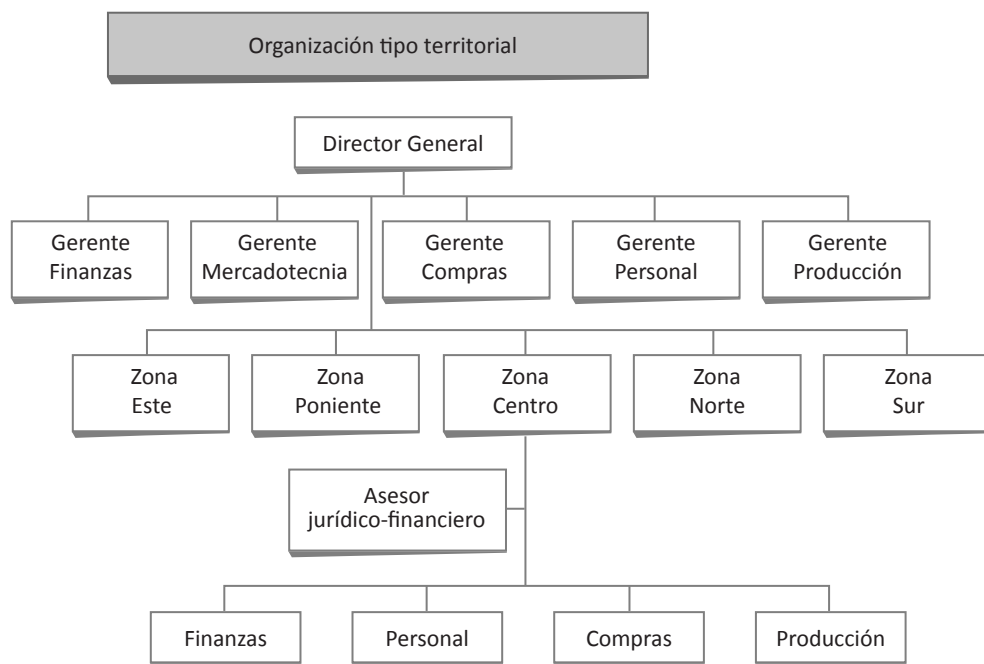 Organización tipo territorial
Director General
Gerente
Finanzas
Gerente
Mercadotecnia
Gerente
Compras
Gerente
Personal
Gerente
Producción
Zona
Este
Zona
Poniente
Zona
Centro
Zona
Norte
Zona
Sur
Asesor
jurídico-financiero
Finanzas
Personal
Compras
Producción